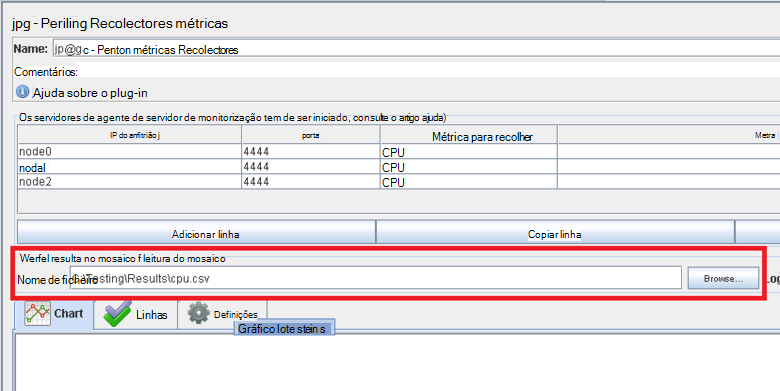 jpg - Periling Recolectores métricas
Name: jp@gc - Penton métricas Recolectores
Comentários:
Ajuda sobre o plug-in
Os servidores de agente de servidor de monitorização tem de ser iniciado, consulte o artigo ajuda)
IP do anfitrião j porta Métrica para recolher Metra
node0 4444 CPU
nodal 4444 CPU
node2 4444 CPU
Adicionar linha Copiar linha
Werfel resulta no mosaico f leitura do mosaico
Nome de ficheiro C:\Testing\Results\cpu.csv Browse... Log
Chart Linhas Definições
Gráfico lote stein s